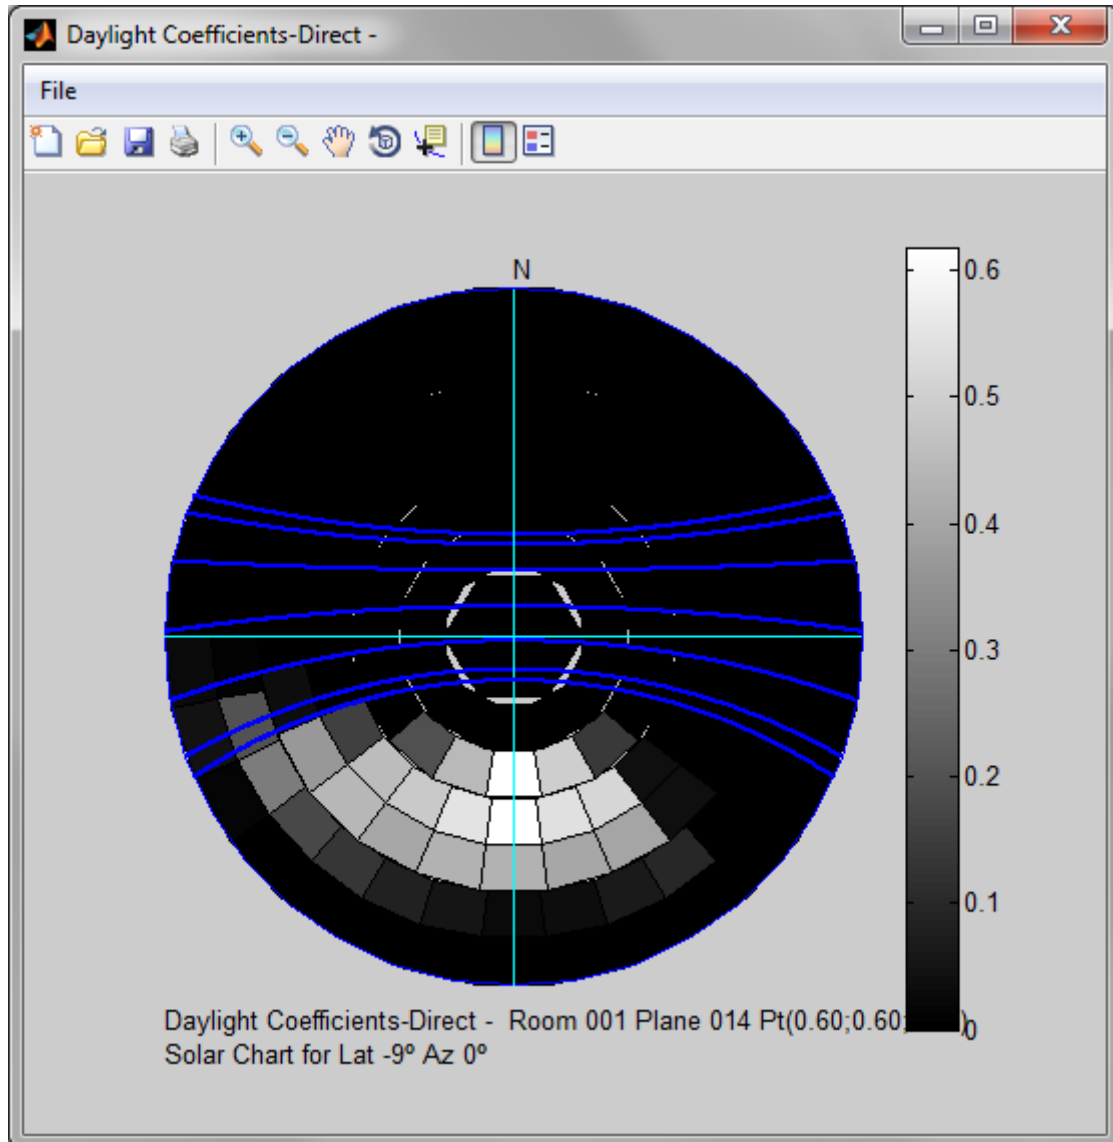 Daylight Coefficients-Direct -
File
N
0.6
0.5
0.4
0.3
0.2
0.1
0
Daylight Coefficients-Direct - Room 001 Plane 014 Pt(0.60;0.60;
Solar Chart for Lat -9º Az 0º